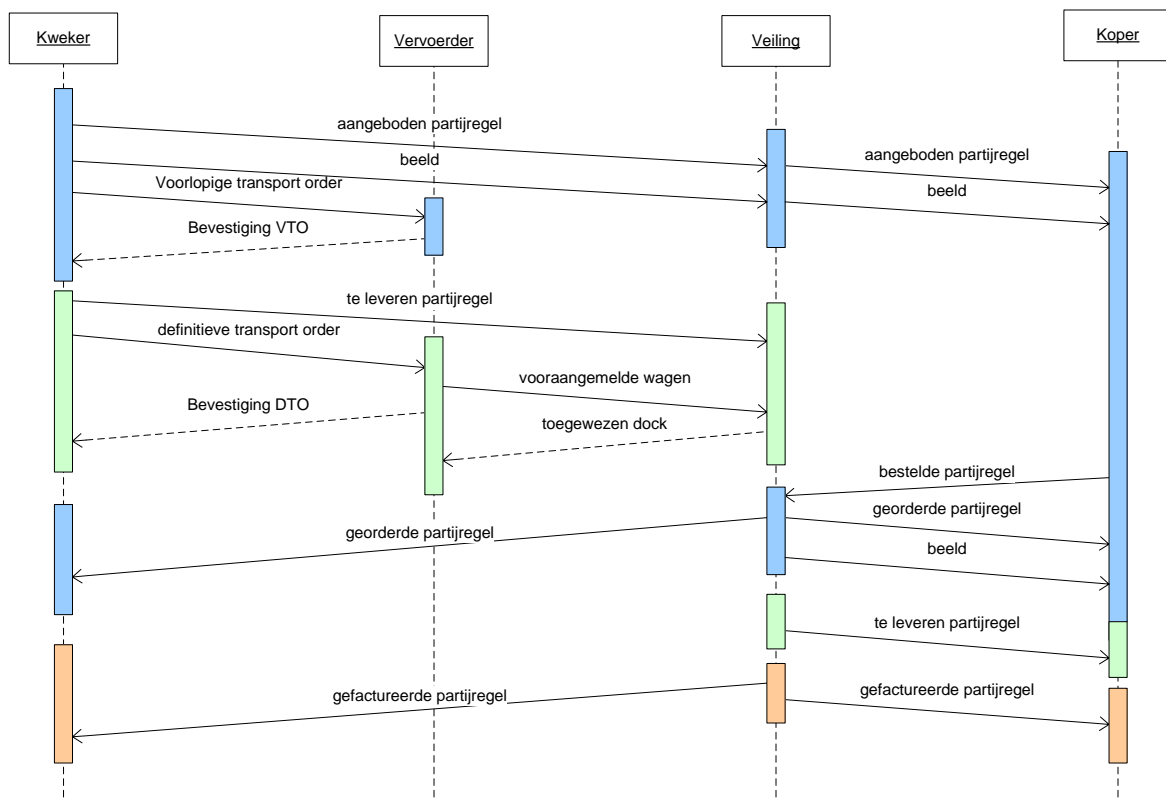 Kweker
Vervoerder
Veiling
Koper
aangeboden partijregel
beeld
aangeboden partijregel
Voorlopige transport order
beeld
Bevestiging VTO
te leveren partijregel
definitieve transport order
vooraangemelde wagen
Bevestiging DTO
toegewezen dock
bestelde partijregel
georderde partijregel
georderde partijregel
beeld
te leveren partijregel
gefactureerde partijregel
gefactureerde partijregel